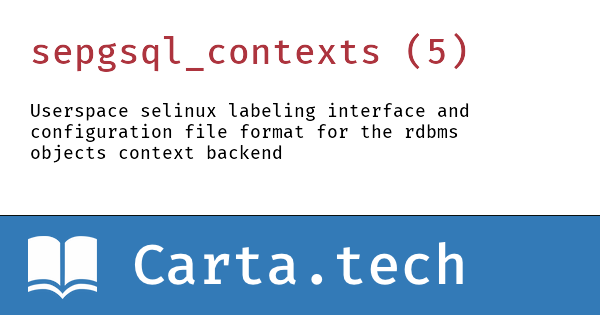 sepgsql_contexts (5)
Userspace selinux labeling interface and
configuration file format for the rdbms
objects context backend
Carta.tech